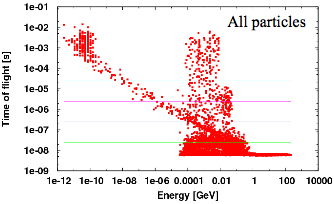 All particles
Time of flight [s]
1e-01
1e-02
1e-03
1e-04
1e-05
1e-06
1e-07
1e-08
1e-09
1e-12 1e-10 1e-08 1e-06 0.0001 0.01 1 100 10000
Energy [GeV]